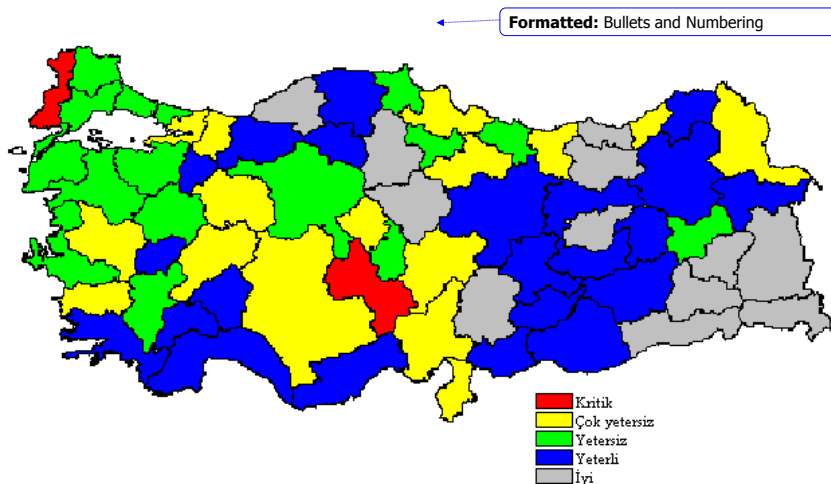 Formatted: Bullets and Numbering
Kritik
Çok yetersiz
Yetersiz
Yeterli
İyi